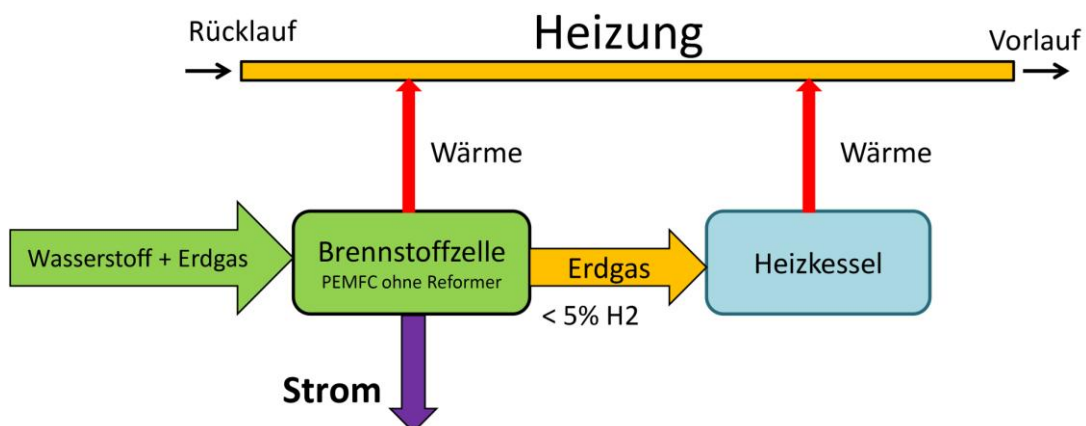 Heizung
Rücklauf
Vorlauf
Wärme
Wärme
Wasserstoff + Erdgas
Brennstoffzelle
PEMFC ohne Reformer
Erdgas
Heizkessel
< 5% H2
Strom